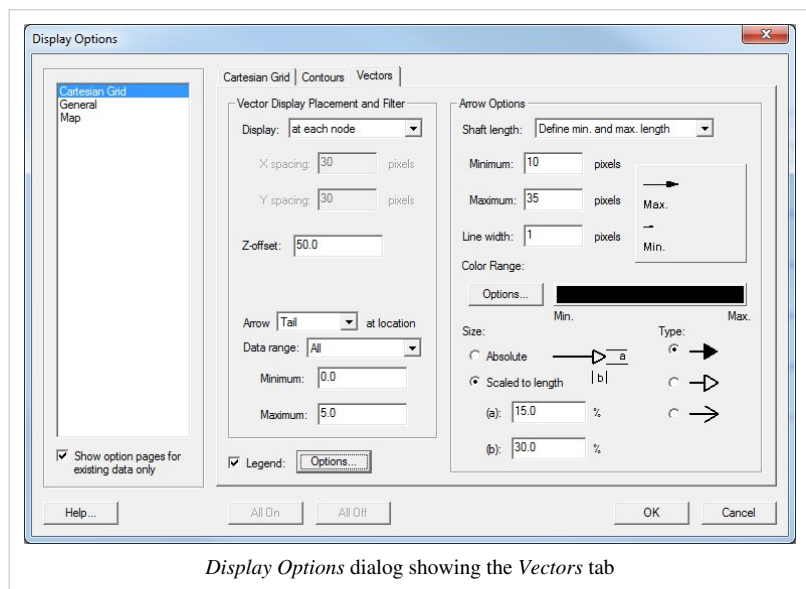 Display Options
Cartesian Grid
General
Map
Show option pages for
existing data only
Cartesian Grid Contours Vectors
Vector Display Placement and Filter
Display: at each node
X spacing: 30 pixels
Y spacing: 30 pixels
Z-offset: 50.0
Arrow Tail at location
Data range: All
Minimum: 0.0
Maximum: 5.0
Legend: Options...
Arrow Options
Shaft length: Define min. and max. length
Minimum: 10 pixels
Maximum: 35 pixels
Line width: 1 pixels
Max.
Min.
Color Range:
Options...
Min. Max.
Size:
Absolute
Scaled to length
a
b
(a): 15.0 %
(b): 30.0 %
Type:
Help... All On All Off OK Cancel
Display Options dialog showing the Vectors tab